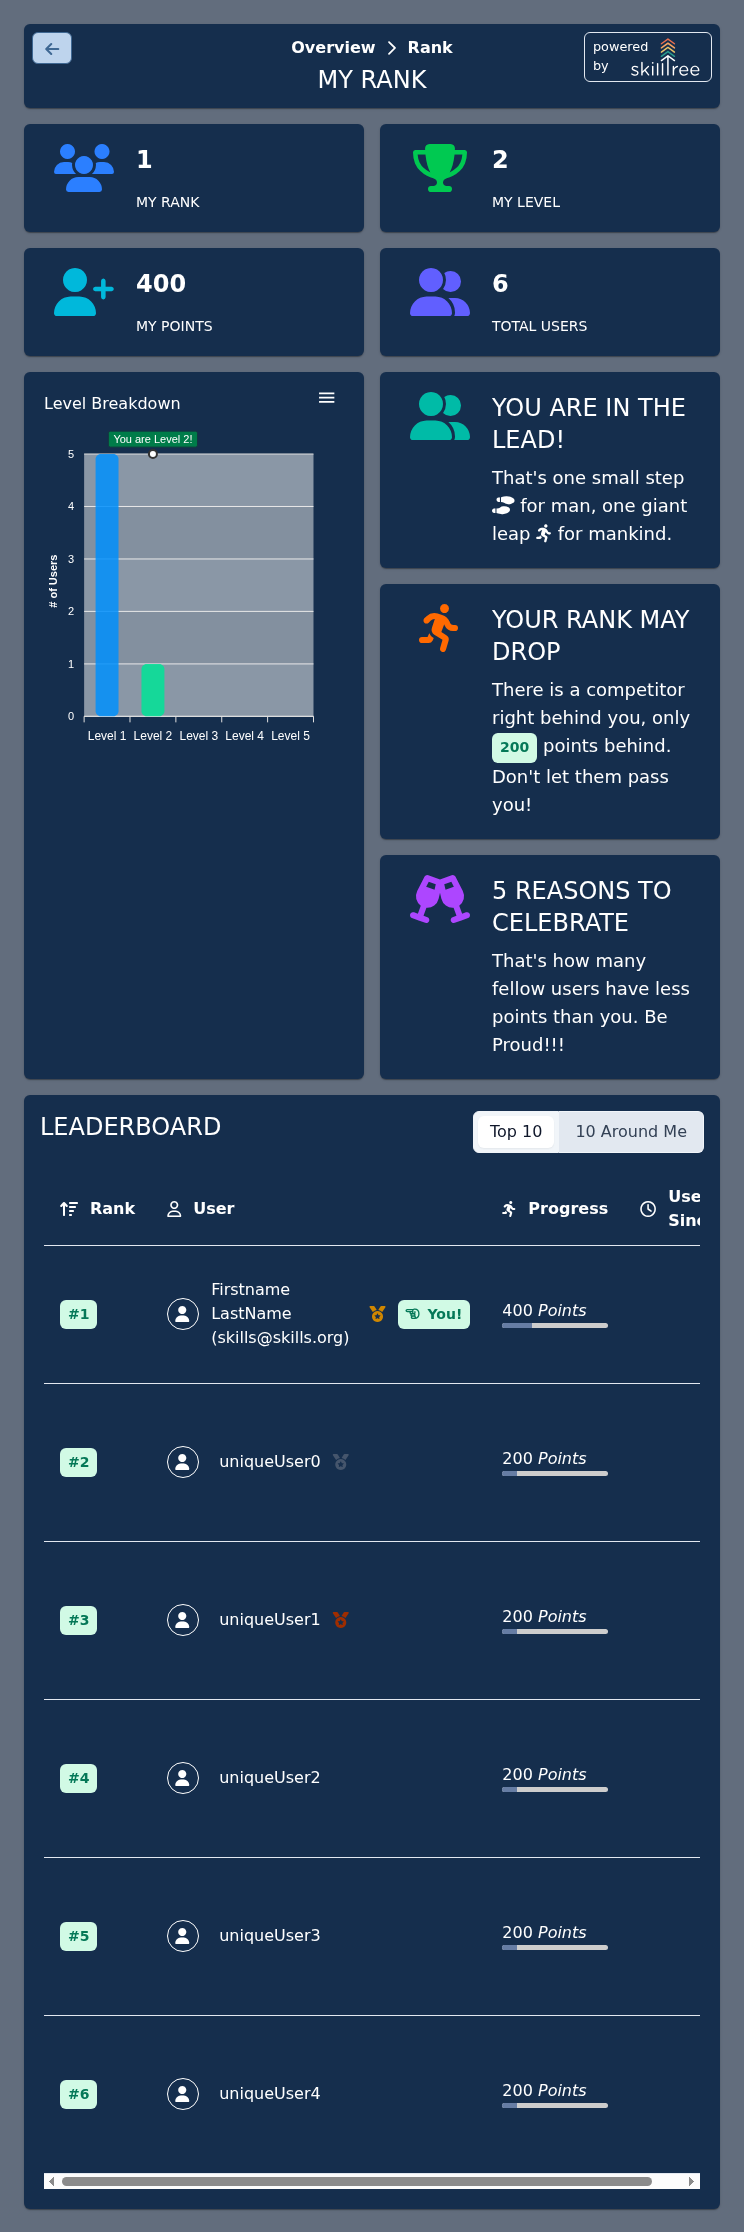 Overview > Rank
MY RANK
powered
by
skilltree
1
MY RANK
2
MY LEVEL
400
MY POINTS
6
TOTAL USERS
Level Breakdown
You are Level 2!
5
4
3
2
1
0
# of Users
Level 1 Level 2 Level 3 Level 4 Level 5
YOU ARE IN THE
LEAD!
That's one small step
for man, one giant
leap for mankind.
YOUR RANK MAY
DROP
There is a competitor
right behind you, only
200 points behind.
Don't let them pass
you!
5 REASONS TO
CELEBRATE
That's how many
fellow users have less
points than you. Be
Proud!!!
LEADERBOARD
Top 10
10 Around Me
Rank
User
Progress
#1
Firstname
LastName
(skills@skills.org)
You!
400 Points
#2
uniqueUser0
200 Points
#3
uniqueUser1
200 Points
#4
uniqueUser2
200 Points
#5
uniqueUser3
200 Points
#6
uniqueUser4
200 Points